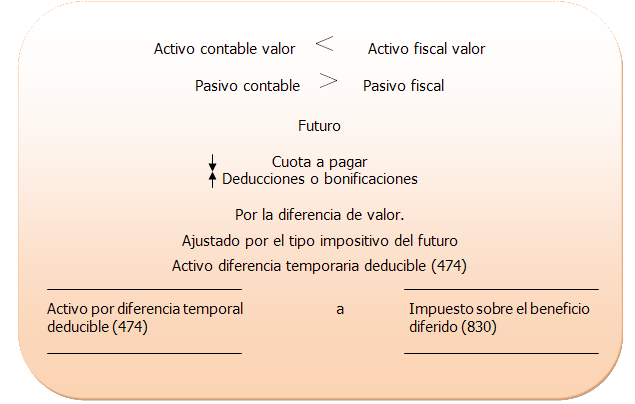 Activo contable valor < Activo fiscal valor
Pasivo contable > Pasivo fiscal
Futuro
Cuota a pagar
Deducciones o bonificaciones
Por la diferencia de valor.
Ajustado por el tipo impositivo del futuro
Activo diferencia temporaria deducible (474)
Activo por diferencia temporal
deducible (474)
a
Impuesto sobre el beneficio
diferido (830)